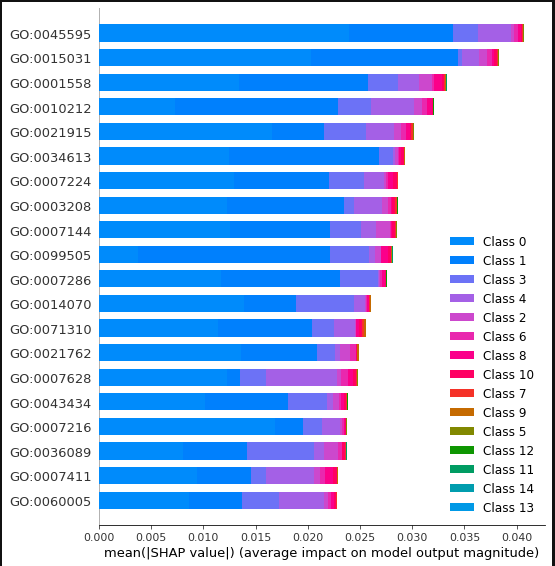 GO:0045595
GO:0015031
GO:0001558
GO:0010212
GO:0021915
GO:0034613
GO:0007224
GO:0003208
GO:0007144
GO:0099505
GO:0007286
GO:0014070
GO:0071310
GO:0021762
GO:0007628
GO:0043434
GO:0007216
GO:0036089
GO:0007411
GO:0060005
Class 0
Class 1
Class 3
Class 4
Class 2
Class 6
Class 8
Class 10
Class 7
Class 9
Class 5
Class 12
Class 11
Class 14
Class 13
0.000 0.005 0.010 0.015 0.020 0.025 0.030 0.035 0.040
mean(|SHAP value|) (average impact on model output magnitude)